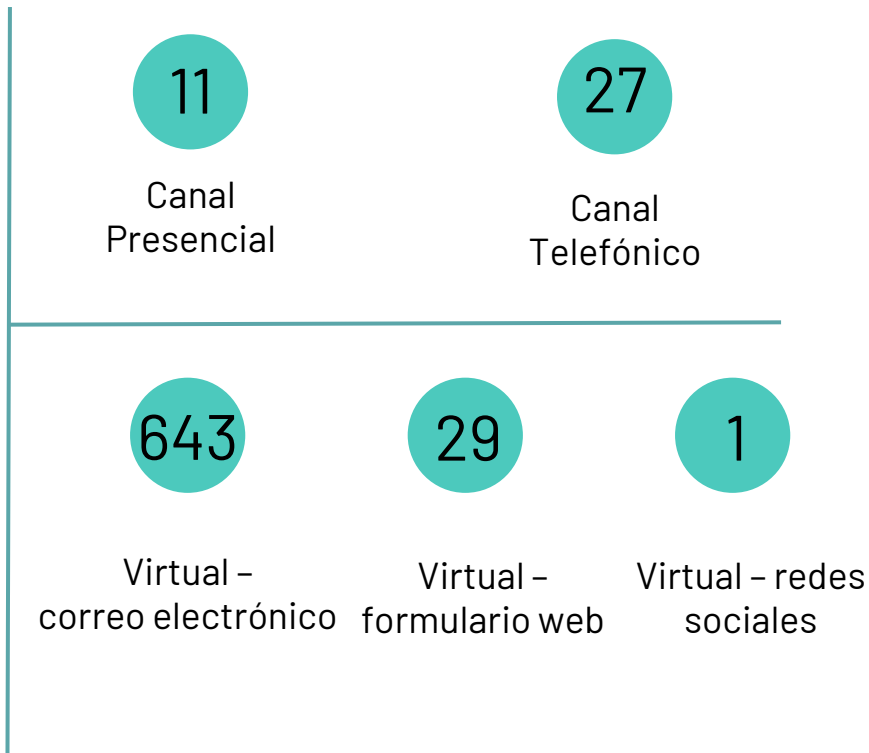 11
Canal
Presencial
27
Canal
Telefónico
643
Virtual –
correo electrónico
29
Virtual –
formulario web
1
Virtual – redes
sociales